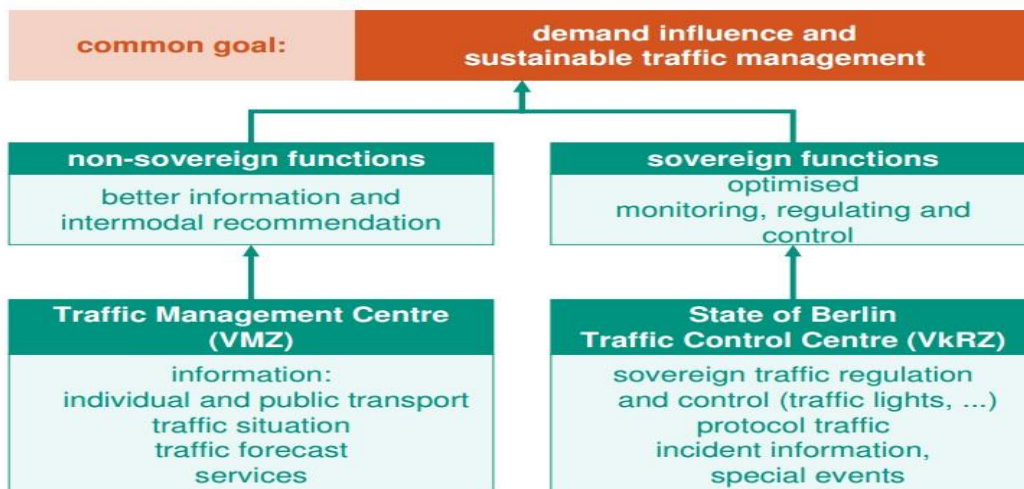 common goal:
demand influence and
sustainable traffic management
non-sovereign functions
better information and
intermodal recommendation
sovereign functions
optimised
monitoring, regulating and
control
Traffic Management Centre
(VMZ)
information:
individual and public transport
traffic situation
traffic forecast
services
State of Berlin
Traffic Control Centre (VkRZ)
sovereign traffic regulation
and control (traffic lights, ...)
protocol traffic
incident information,
special events